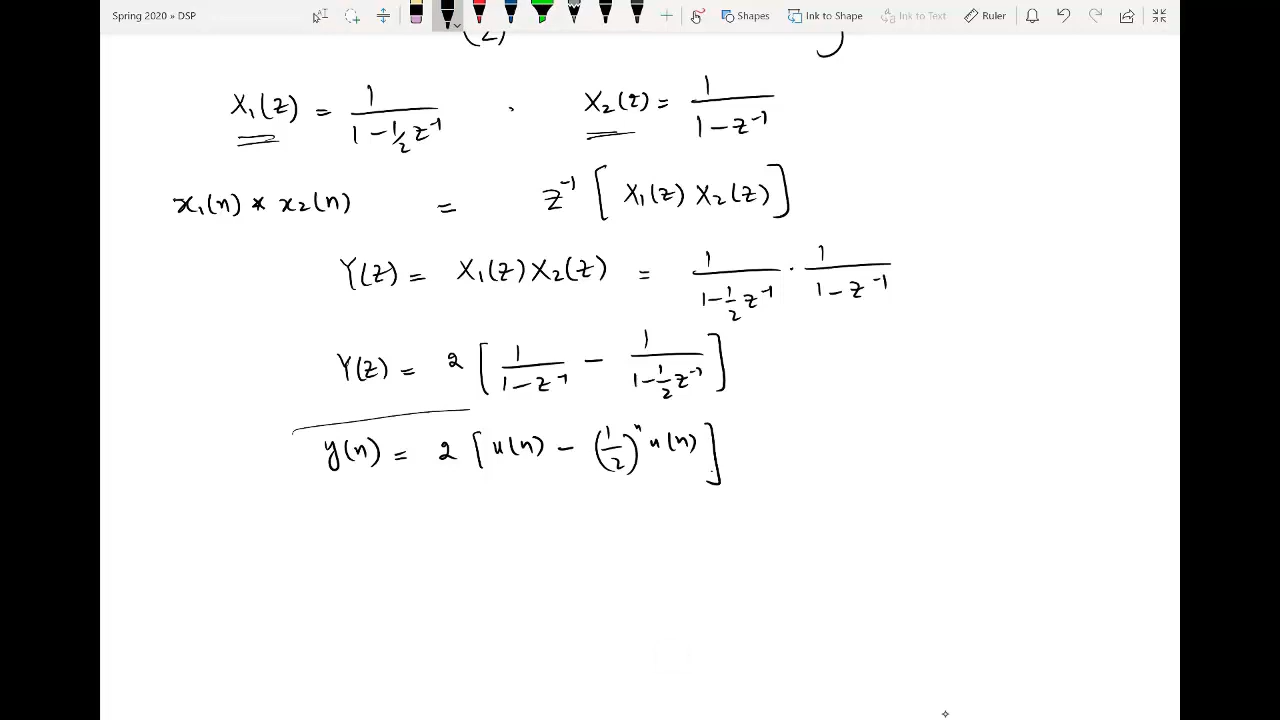 Spring 2020 » DSP Shapes Ink to Shape Ink to Text Ruler
(2)
X₁(z) = 1 / (1 - 1/2 z⁻¹) . X₂(z) = 1 / (1 - z⁻¹)
x₁(n) * x₂(n) = z⁻¹ [ X₁(z) X₂(z) ]
Y(z) = X₁(z) X₂(z) = 1 / (1 - 1/2 z⁻¹) · 1 / (1 - z⁻¹)
Y(z) = 2 [ 1 / (1 - z⁻¹) - 1 / (1 - 1/2 z⁻¹) ]
y(n) = 2 [ u(n) - (1/2)ⁿ u(n) ]